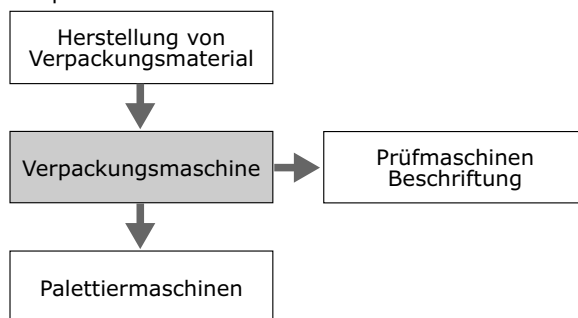 Herstellung von
Verpackungsmaterial
Verpackungsmaschine
Prüfmaschinen
Beschriftung
Palettiermaschinen